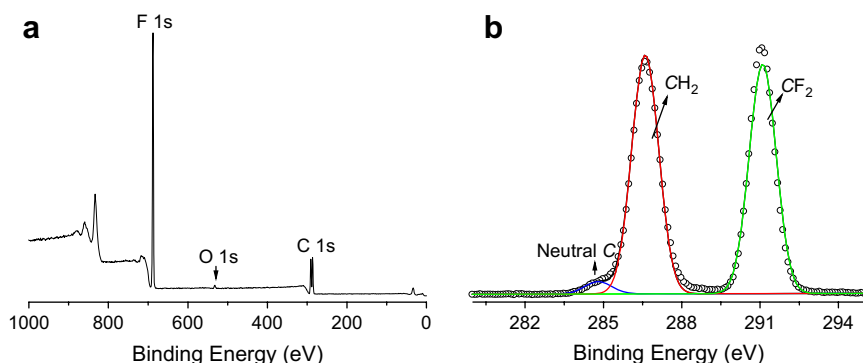 a
F 1s
O 1s
C 1s
1000 800 600 400 200 0
Binding Energy (eV)
b
CH2
CF2
Neutral C
282 285 288 291 294
Binding Energy (eV)